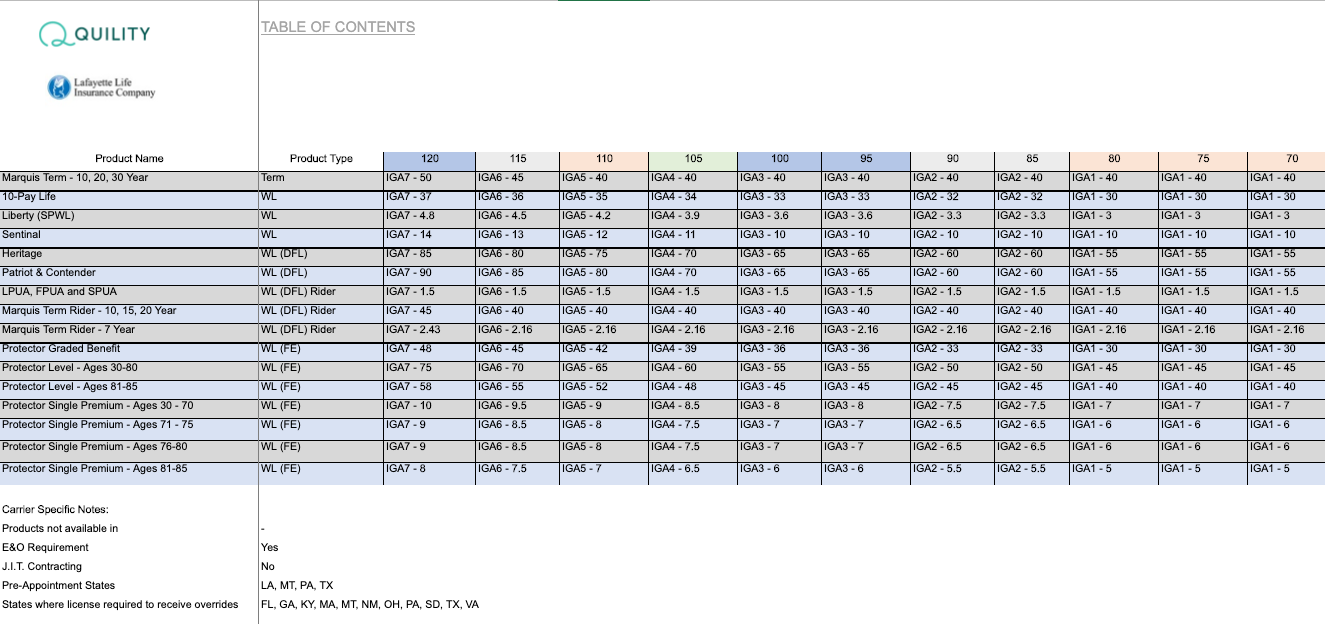 QUILITY
TABLE OF CONTENTS
Lafayette Life
Insurance Company
Product Name Product Type 120 115 110 105 100 95 90 85 80 75 70
Marquis Term - 10, 20, 30 Year Term IGA7 - 50 IGA6 - 45 IGA5 - 40 IGA4 - 40 IGA3 - 40 IGA3 - 40 IGA2 - 40 IGA2 - 40 IGA1 - 40 IGA1 - 40 IGA1 - 40
10-Pay Life WL IGA7 - 37 IGA6 - 36 IGA5 - 35 IGA4 - 34 IGA3 - 33 IGA3 - 33 IGA2 - 32 IGA2 - 32 IGA1 - 30 IGA1 - 30 IGA1 - 30
Liberty (SPWL) WL IGA7 - 4.8 IGA6 - 4.5 IGA5 - 4.2 IGA4 - 3.9 IGA3 - 3.6 IGA3 - 3.6 IGA2 - 3.3 IGA2 - 3.3 IGA1 - 3 IGA1 - 3 IGA1 - 3
Sentinal WL IGA7 - 14 IGA6 - 13 IGA5 - 12 IGA4 - 11 IGA3 - 10 IGA3 - 10 IGA2 - 10 IGA2 - 10 IGA1 - 10 IGA1 - 10 IGA1 - 10
Heritage WL (DFL) IGA7 - 85 IGA6 - 80 IGA5 - 75 IGA4 - 70 IGA3 - 65 IGA3 - 65 IGA2 - 60 IGA2 - 60 IGA1 - 55 IGA1 - 55 IGA1 - 55
Patriot & Contender WL (DFL) IGA7 - 90 IGA6 - 85 IGA5 - 80 IGA4 - 70 IGA3 - 65 IGA3 - 65 IGA2 - 60 IGA2 - 60 IGA1 - 55 IGA1 - 55 IGA1 - 55
LPUA, FPUA and SPUA WL (DFL) Rider IGA7 - 1.5 IGA6 - 1.5 IGA5 - 1.5 IGA4 - 1.5 IGA3 - 1.5 IGA3 - 1.5 IGA2 - 1.5 IGA2 - 1.5 IGA1 - 1.5 IGA1 - 1.5 IGA1 - 1.5
Marquis Term Rider - 10, 15, 20 Year WL (DFL) Rider IGA7 - 45 IGA6 - 40 IGA5 - 40 IGA4 - 40 IGA3 - 40 IGA3 - 40 IGA2 - 40 IGA2 - 40 IGA1 - 40 IGA1 - 40 IGA1 - 40
Marquis Term Rider - 7 Year WL (DFL) Rider IGA7 - 2.43 IGA6 - 2.16 IGA5 - 2.16 IGA4 - 2.16 IGA3 - 2.16 IGA3 - 2.16 IGA2 - 2.16 IGA2 - 2.16 IGA1 - 2.16 IGA1 - 2.16 IGA1 - 2.16
Protector Graded Benefit WL (FE) IGA7 - 48 IGA6 - 45 IGA5 - 42 IGA4 - 39 IGA3 - 36 IGA3 - 36 IGA2 - 33 IGA2 - 33 IGA1 - 30 IGA1 - 30 IGA1 - 30
Protector Level - Ages 30-80 WL (FE) IGA7 - 75 IGA6 - 70 IGA5 - 65 IGA4 - 60 IGA3 - 55 IGA3 - 55 IGA2 - 50 IGA2 - 50 IGA1 - 45 IGA1 - 45 IGA1 - 45
Protector Level - Ages 81-85 WL (FE) IGA7 - 58 IGA6 - 55 IGA5 - 52 IGA4 - 48 IGA3 - 45 IGA3 - 45 IGA2 - 45 IGA2 - 45 IGA1 - 40 IGA1 - 40 IGA1 - 40
Protector Single Premium - Ages 30 - 70 WL (FE) IGA7 - 10 IGA6 - 9.5 IGA5 - 9 IGA4 - 8.5 IGA3 - 8 IGA3 - 8 IGA2 - 7.5 IGA2 - 7.5 IGA1 - 7 IGA1 - 7 IGA1 - 7
Protector Single Premium - Ages 71 - 75 WL (FE) IGA7 - 9 IGA6 - 8.5 IGA5 - 8 IGA4 - 7.5 IGA3 - 7 IGA3 - 7 IGA2 - 6.5 IGA2 - 6.5 IGA1 - 6 IGA1 - 6 IGA1 - 6
Protector Single Premium - Ages 76-80 WL (FE) IGA7 - 9 IGA6 - 8.5 IGA5 - 8 IGA4 - 7.5 IGA3 - 7 IGA3 - 7 IGA2 - 6.5 IGA2 - 6.5 IGA1 - 6 IGA1 - 6 IGA1 - 6
Protector Single Premium - Ages 81-85 WL (FE) IGA7 - 8 IGA6 - 7.5 IGA5 - 7 IGA4 - 6.5 IGA3 - 6 IGA3 - 6 IGA2 - 5.5 IGA2 - 5.5 IGA1 - 5 IGA1 - 5 IGA1 - 5
Carrier Specific Notes:
Products not available in -
E&O Requirement Yes
J.I.T. Contracting No
Pre-Appointment States LA, MT, PA, TX
States where license required to receive overrides FL, GA, KY, MA, MT, NM, OH, PA, SD, TX, VA